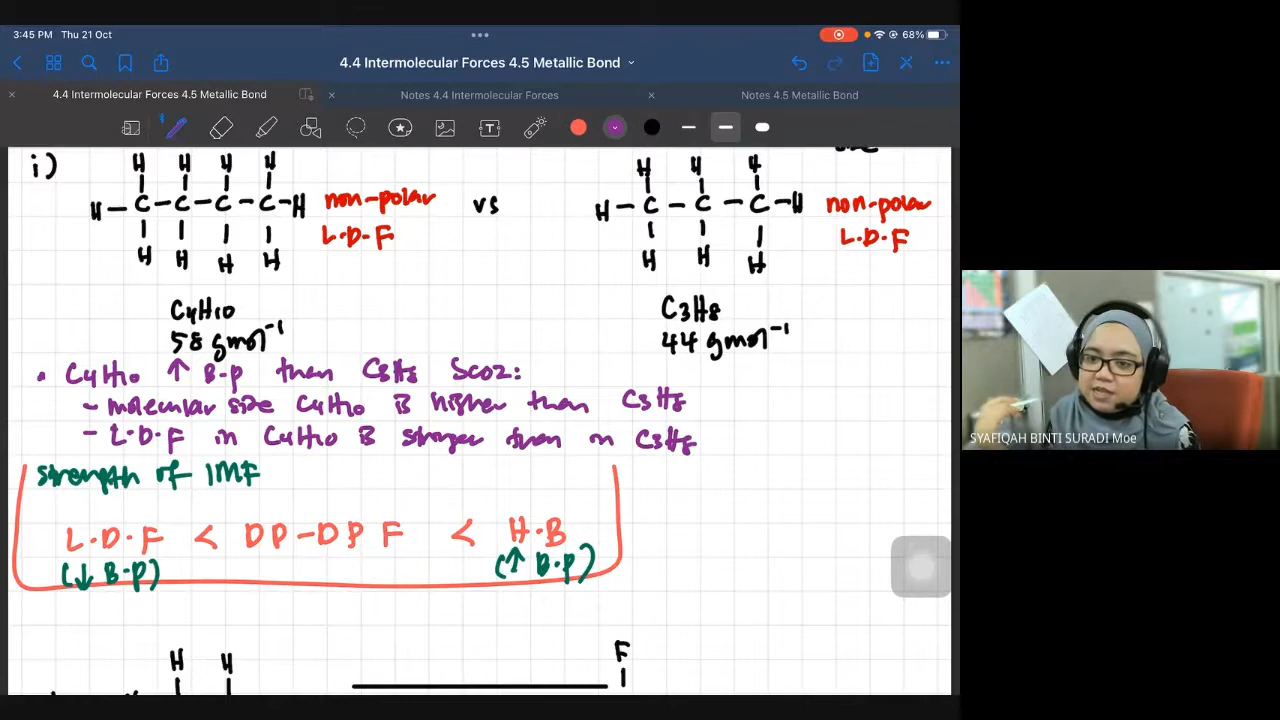 3:45 PM Thu 21 Oct
68%
4.4 Intermolecular Forces 4.5 Metallic Bond
4.4 Intermolecular Forces 4.5 Metallic Bond
Notes 4.4 Intermolecular Forces
Notes 4.5 Metallic Bond
i)
H H H H
H - C - C - C - C - H
H H H H
non-polar
L.D.F
vs
H H H
H - C - C - C - H
H H H
non-polar
L.D.F
C4H10
58 gmol-1
C3H8
44 gmol-1
• C4H10 ↑ B.p than C3H8 :
- molecular size C4H10 is higher than C3H8
- L.D.F in C4H10 is stronger than in C3H8
strength of IMF
L.D.F < DP-DP F < H.B
(↓ B.p) (↑ B.p)
H H
F
SYAFIQAH BINTI SURADI Moe